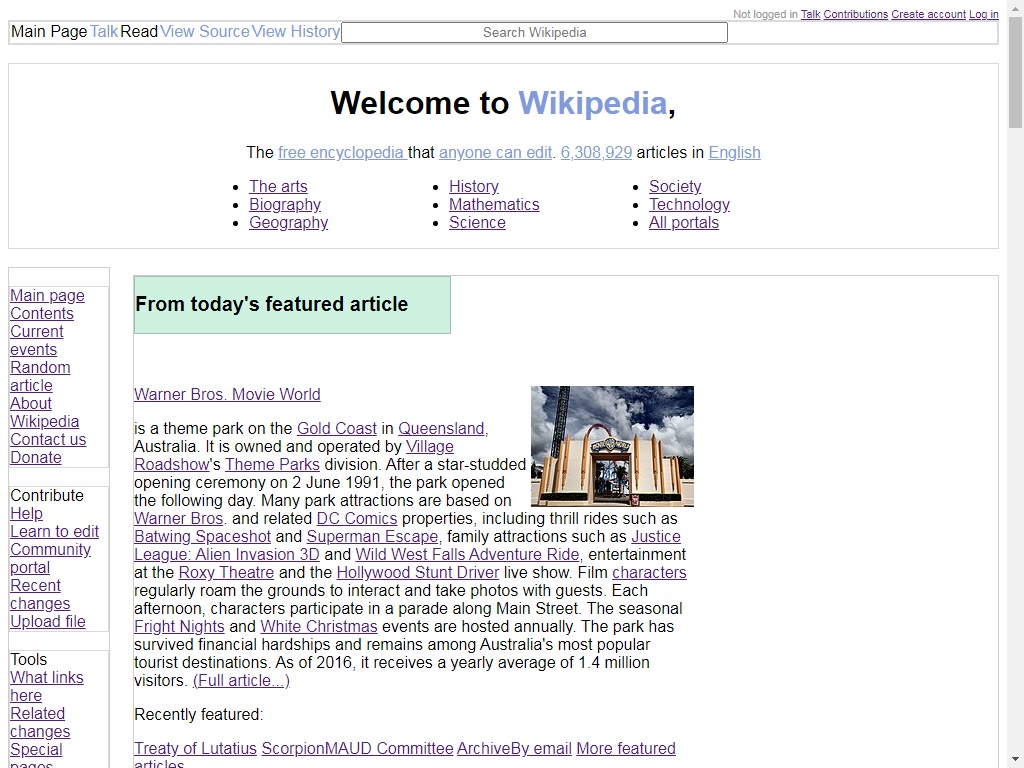 Not logged in Talk Contributions Create account Log in
Main Page Talk Read View Source View History Search Wikipedia
Welcome to Wikipedia,
The free encyclopedia that anyone can edit. 6,308,929 articles in English
The arts
Biography
Geography
History
Mathematics
Science
Society
Technology
All portals
Main page
Contents
Current
events
Random
article
About
Wikipedia
Contact us
Donate
Contribute
Help
Learn to edit
Community
portal
Recent
changes
Upload file
Tools
What links
here
Related
changes
Special
pages
From today's featured article
Warner Bros. Movie World
is a theme park on the Gold Coast in Queensland,
Australia. It is owned and operated by Village
Roadshow's Theme Parks division. After a star-studded
opening ceremony on 2 June 1991, the park opened
the following day. Many park attractions are based on
Warner Bros. and related DC Comics properties, including thrill rides such as
Batwing Spaceshot and Superman Escape, family attractions such as Justice
League: Alien Invasion 3D and Wild West Falls Adventure Ride, entertainment
at the Roxy Theatre and the Hollywood Stunt Driver live show. Film characters
regularly roam the grounds to interact and take photos with guests. Each
afternoon, characters participate in a parade along Main Street. The seasonal
Fright Nights and White Christmas events are hosted annually. The park has
survived financial hardships and remains among Australia's most popular
tourist destinations. As of 2016, it receives a yearly average of 1.4 million
visitors. (Full article...)
Recently featured:
Treaty of Lutatius ScorpionMAUD Committee ArchiveBy email More featured
articles